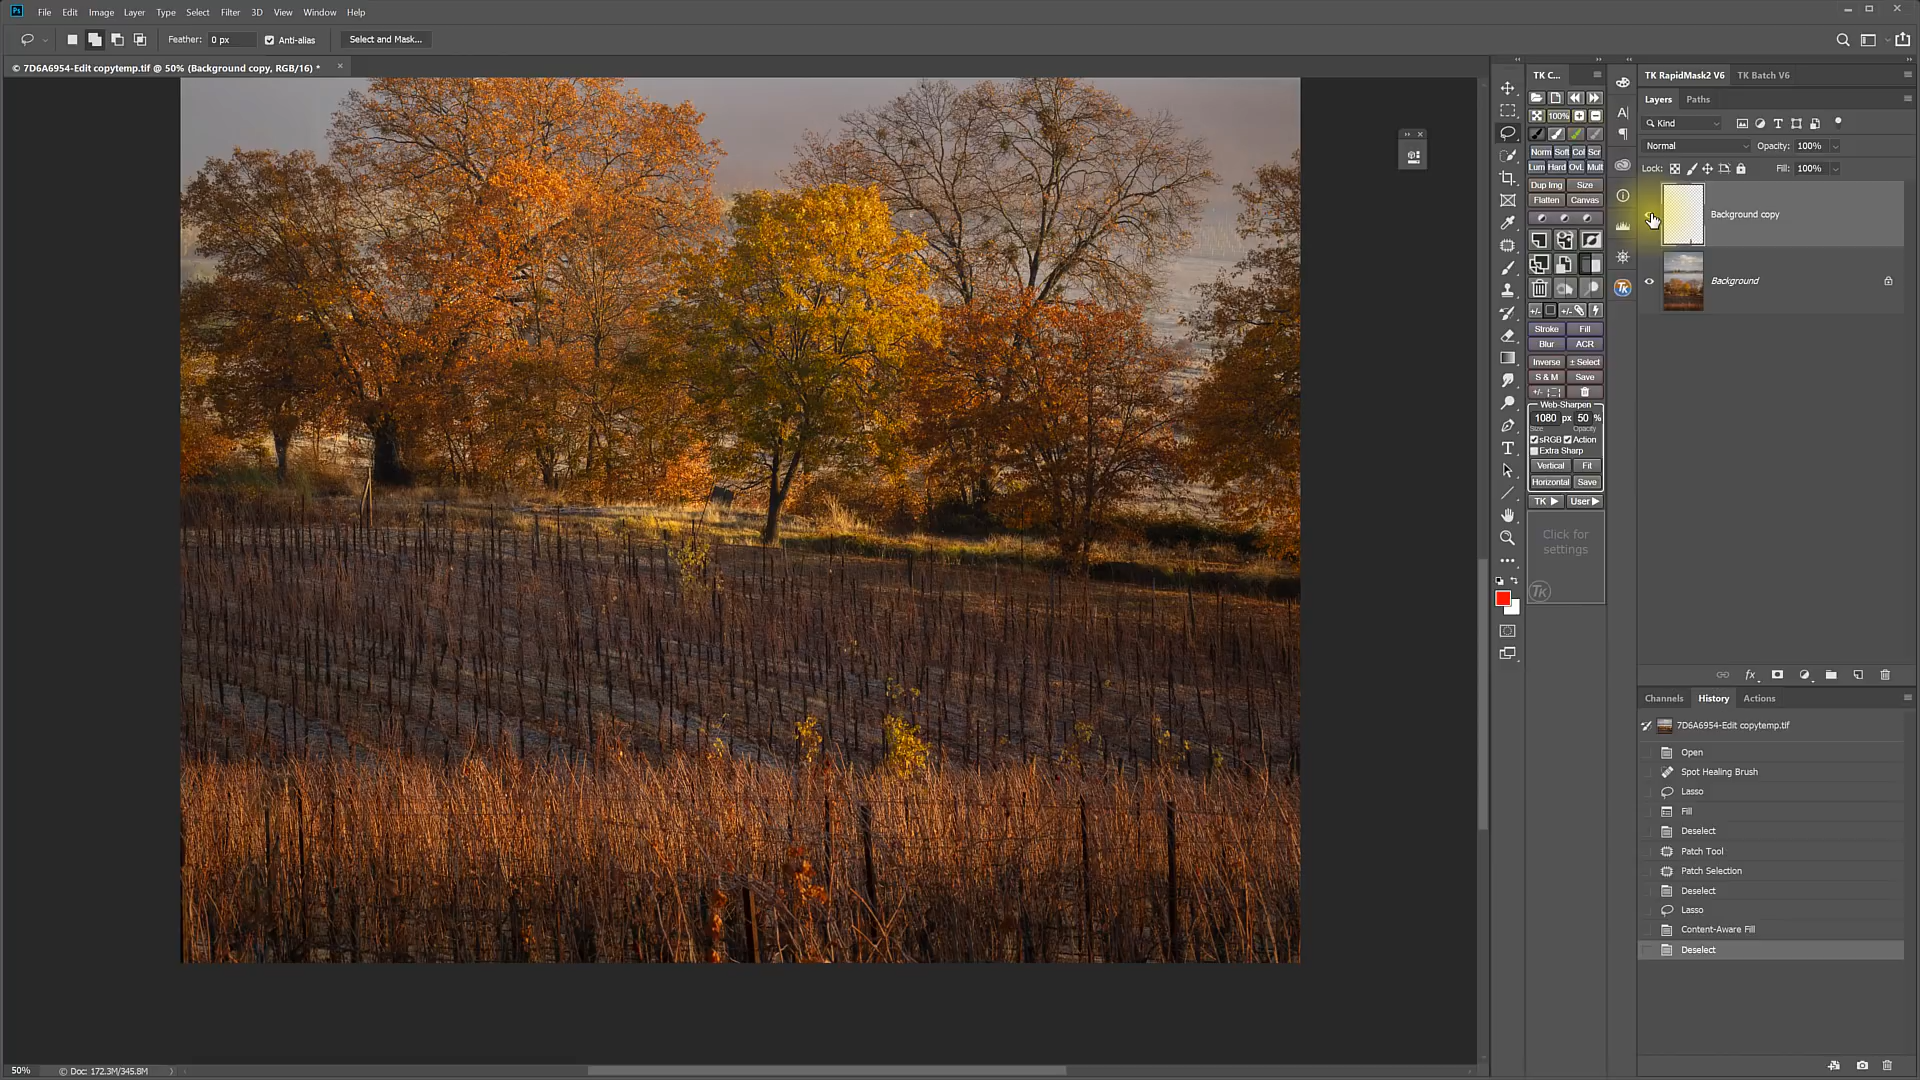 Ps File Edit Image Layer Type Select Filter 3D View Window Help
Feather: 0 px Anti-alias Select and Mask...
© 7D6A6954-Edit copytemp.tif @ 50% (Background copy, RGB/16) * ×
TK C...
100%
Norm Soft Col Scr
Lum Hard Ovl. Mult
Dup Img Size
Flatten Canvas
Stroke Fill
Blur ACR
Inverse ± Select
S & M Save
Web-Sharpen
1080 px 50 %
Size Opacity
sRGB Action
Extra Sharp
Vertical Fit
Horizontal Save
TK ▶ User ▶
Click for
settings
TK
TK
TK RapidMask2 V6 TK Batch V6
Layers Paths
Kind
Normal Opacity: 100%
Lock: Fill: 100%
Background copy
Background
Channels History Actions
7D6A6954-Edit copytemp.tif
Open
Spot Healing Brush
Lasso
Fill
Deselect
Patch Tool
Patch Selection
Deselect
Lasso
Content-Aware Fill
Deselect
50% © Doc: 172.3M/345.8M